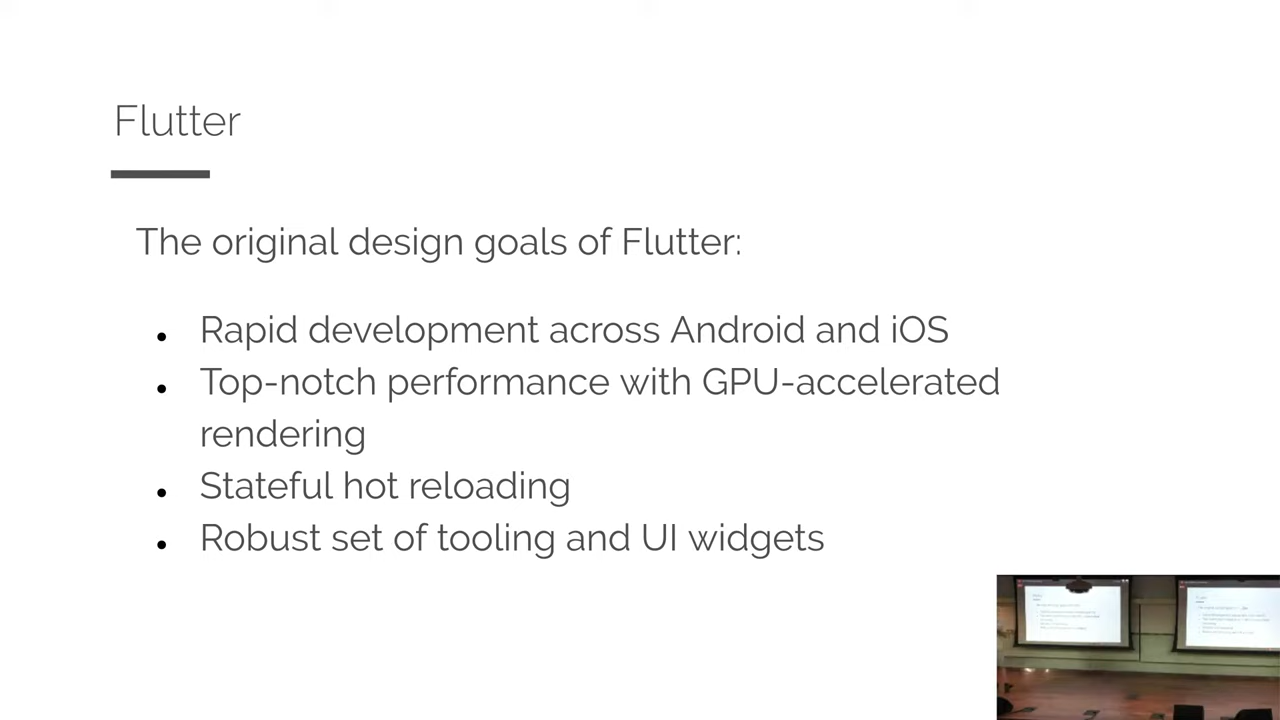 Flutter
The original design goals of Flutter:
• Rapid development across Android and iOS
• Top-notch performance with GPU-accelerated
rendering
• Stateful hot reloading
• Robust set of tooling and UI widgets